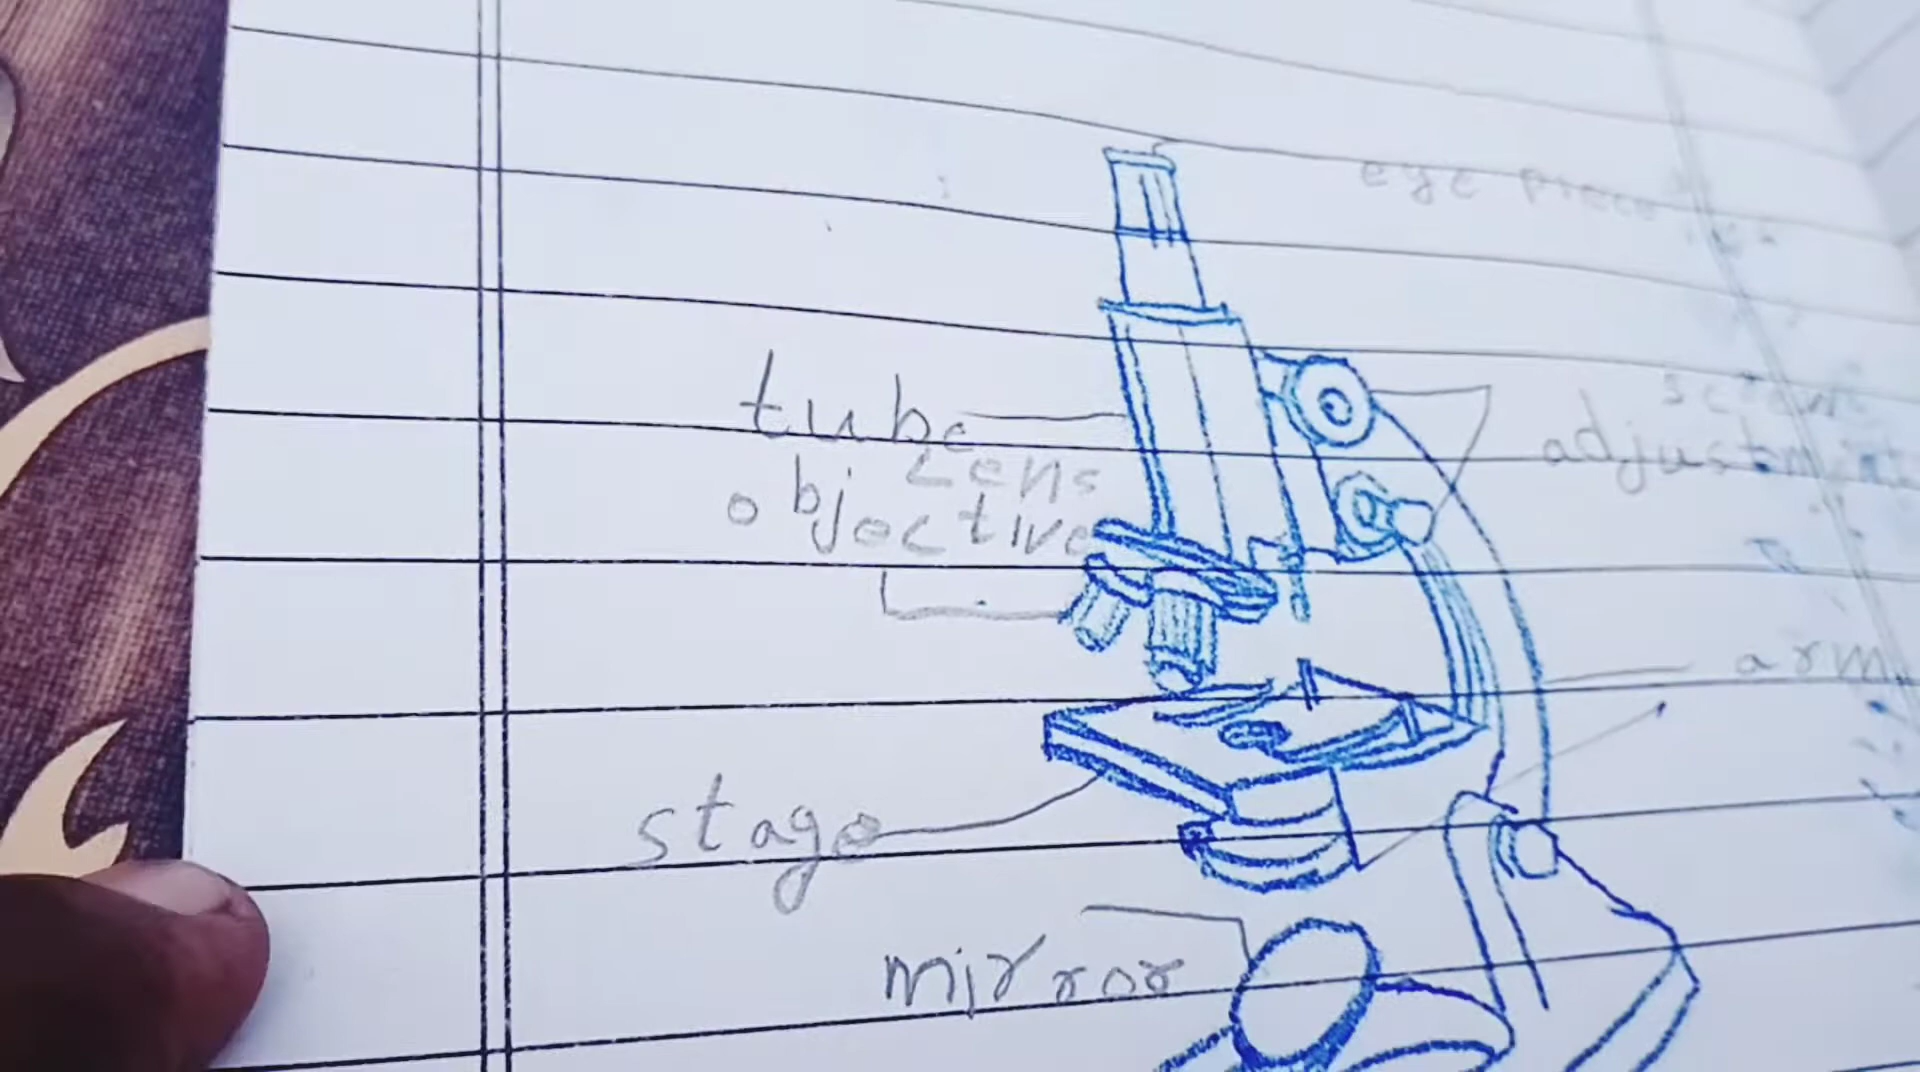 eye piece
screw
adjustment
tube
Lens
objective
arm
stage
mirror